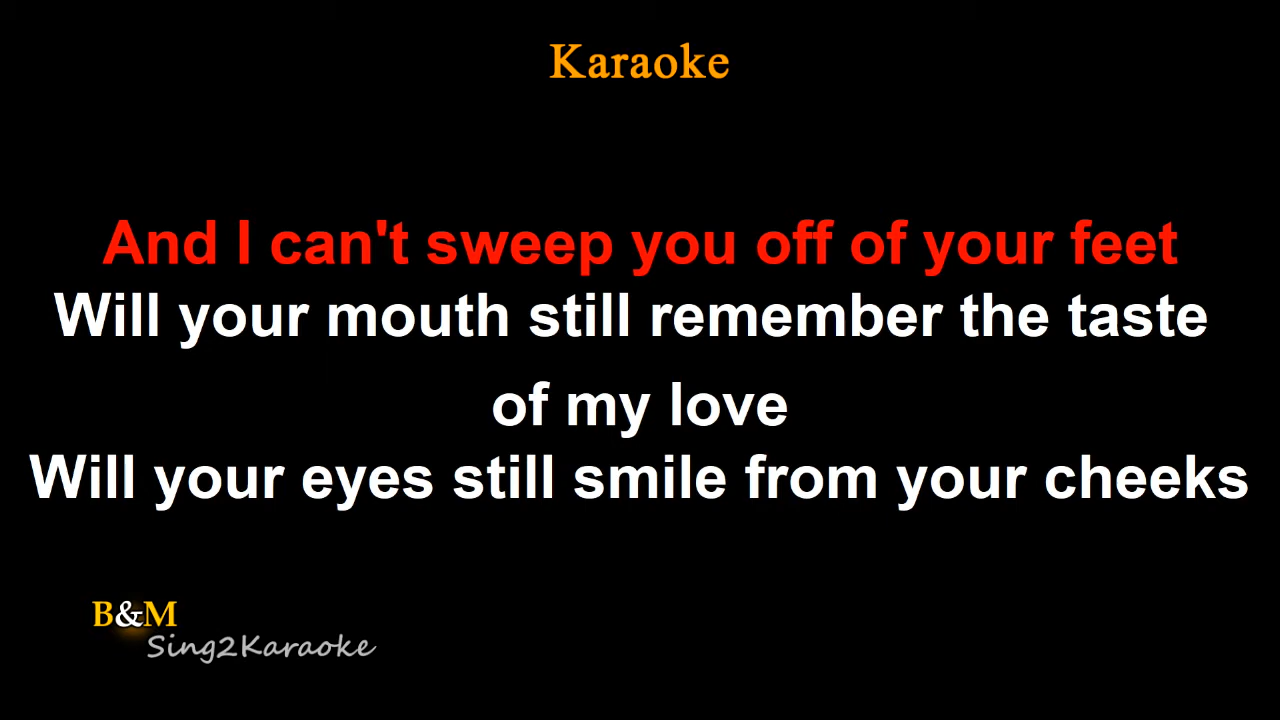 Karaoke
And I can't sweep you off of your feet
Will your mouth still remember the taste
of my love
Will your eyes still smile from your cheeks
B&M
Sing2Karaoke